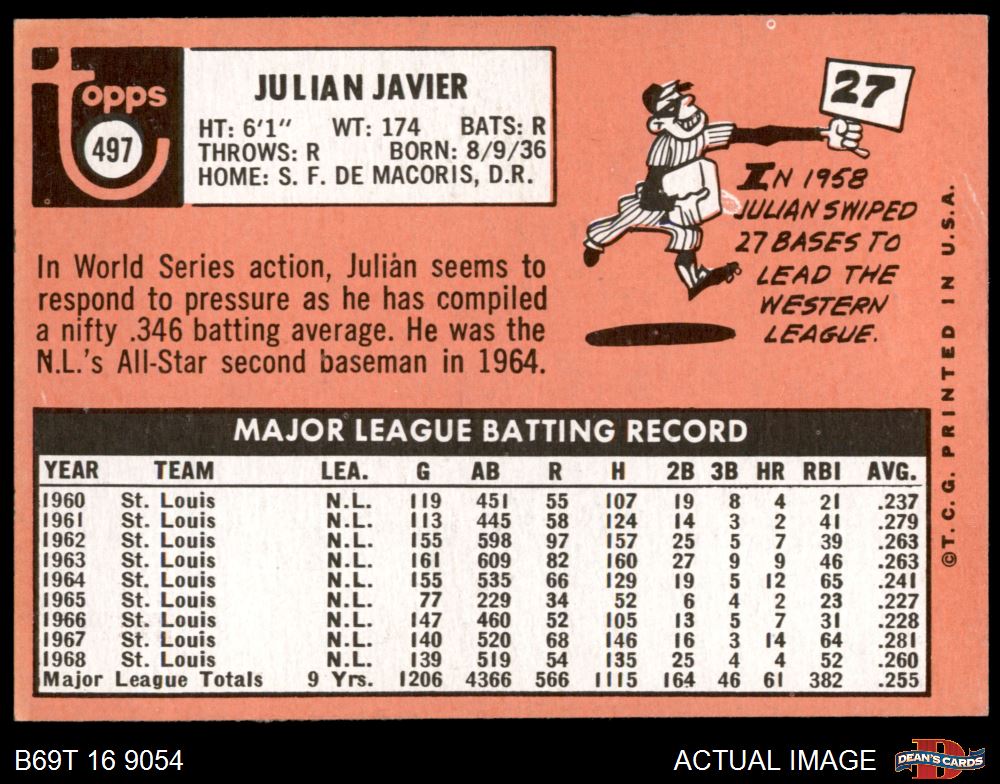 Topps
497
JULIAN JAVIER
HT: 6'1" WT: 174 BATS: R
THROWS: R BORN: 8/9/36
HOME: S. F. DE MACORIS, D.R.
27
IN 1958
JULIAN SWIPED
27 BASES TO
LEAD THE
WESTERN
LEAGUE.
In World Series action, Julián seems to
respond to pressure as he has compiled
a nifty .346 batting average. He was the
N.L.'s All-Star second baseman in 1964.
MAJOR LEAGUE BATTING RECORD
YEAR TEAM LEA. G AB R H 2B 3B HR RBI AVG.
1960 St. Louis N.L. 119 451 55 107 19 8 4 21 .237
1961 St. Louis N.L. 113 445 58 124 14 3 2 41 .279
1962 St. Louis N.L. 155 598 97 157 25 5 7 39 .263
1963 St. Louis N.L. 161 609 82 160 27 9 9 46 .263
1964 St. Louis N.L. 155 535 66 129 19 5 12 65 .241
1965 St. Louis N.L. 77 229 34 52 6 4 2 23 .227
1966 St. Louis N.L. 147 460 52 105 13 5 7 31 .228
1967 St. Louis N.L. 140 520 68 146 16 3 14 64 .281
1968 St. Louis N.L. 139 519 54 135 25 4 4 52 .260
Major League Totals 9 Yrs. 1206 4366 566 1115 164 46 61 382 .255
©T.C.G. PRINTED IN U.S.A.
B69T 16 9054
ACTUAL IMAGE
DEAN'S CARDS